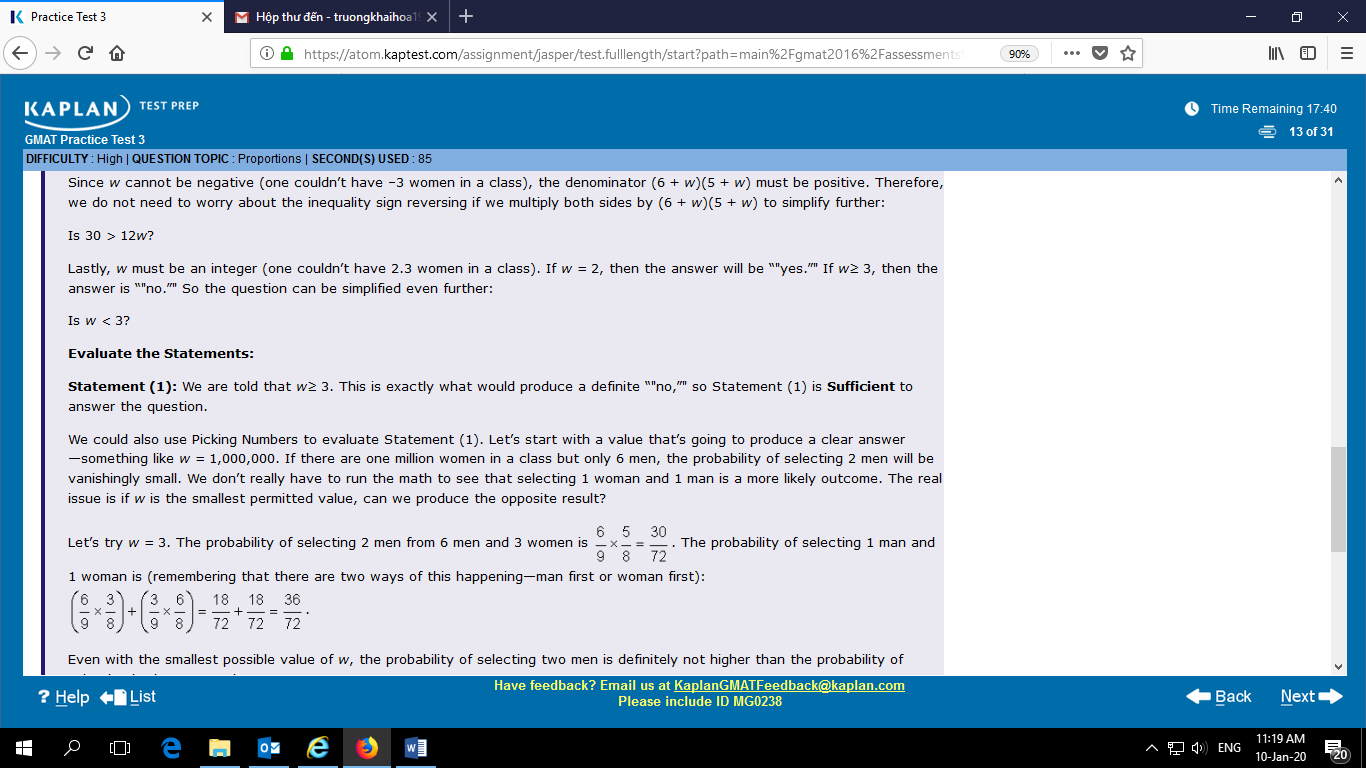 Practice Test 3
Hộp thư đến - truongkhaihoa1
https://atom.kaptest.com/assignment/jasper/test.fulllength/start?path=main%2Fgmat2016%2Fassessments
90%
KAPLAN TEST PREP
Time Remaining 17:40
GMAT Practice Test 3
13 of 31
DIFFICULTY : High | QUESTION TOPIC : Proportions | SECOND(S) USED : 85
Since w cannot be negative (one couldn’t have −3 women in a class), the denominator (6 + w)(5 + w) must be positive. Therefore,
we do not need to worry about the inequality sign reversing if we multiply both sides by (6 + w)(5 + w) to simplify further:
Is 30 > 12w?
Lastly, w must be an integer (one couldn’t have 2.3 women in a class). If w = 2, then the answer will be “"yes.”" If w≥ 3, then the
answer is “"no.”" So the question can be simplified even further:
Is w < 3?
Evaluate the Statements:
Statement (1): We are told that w≥ 3. This is exactly what would produce a definite “"no,”" so Statement (1) is Sufficient to
answer the question.
We could also use Picking Numbers to evaluate Statement (1). Let’s start with a value that’s going to produce a clear answer
—something like w = 1,000,000. If there are one million women in a class but only 6 men, the probability of selecting 2 men will be
vanishingly small. We don’t really have to run the math to see that selecting 1 woman and 1 man is a more likely outcome. The real
issue is if w is the smallest permitted value, can we produce the opposite result?
Let’s try w = 3. The probability of selecting 2 men from 6 men and 3 women is 6/9 × 5/8 = 30/72 . The probability of selecting 1 man and
1 woman is (remembering that there are two ways of this happening—man first or woman first):
(6/9 × 3/8) + (3/9 × 6/8) = 18/72 + 18/72 = 36/72 .
Even with the smallest possible value of w, the probability of selecting two men is definitely not higher than the probability of
? Help
List
Have feedback? Email us at KaplanGMATFeedback@kaplan.com
Please include ID MG0238
Back
Next
ENG
11:19 AM
10-Jan-20
20